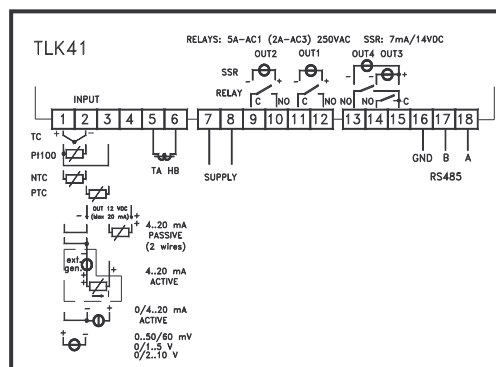 TLK41
RELAYS: 5A-AC1 (2A-AC3) 250VAC SSR: 7mA/14VDC
OUT2 OUT1 OUT4 OUT3
SSR - + - + - - +
RELAY
INPUT C NO C NO NO NO C
1 2 3 4 5 6 7 8 9 10 11 12 13 14 15 16 17 18
TC + -
Pt100
NTC
PTC
TA HB
SUPPLY
GND B A
RS485
OUT 12 VDC
(Max 20 mA)
- + +
4..20 mA
PASSIVE
(2 wires)
ext.
gen.
- + +
4..20 mA
ACTIVE
- +
0/4..20 mA
ACTIVE
+ -
0..50/60 mV
0/1..5 V
0/2..10 V